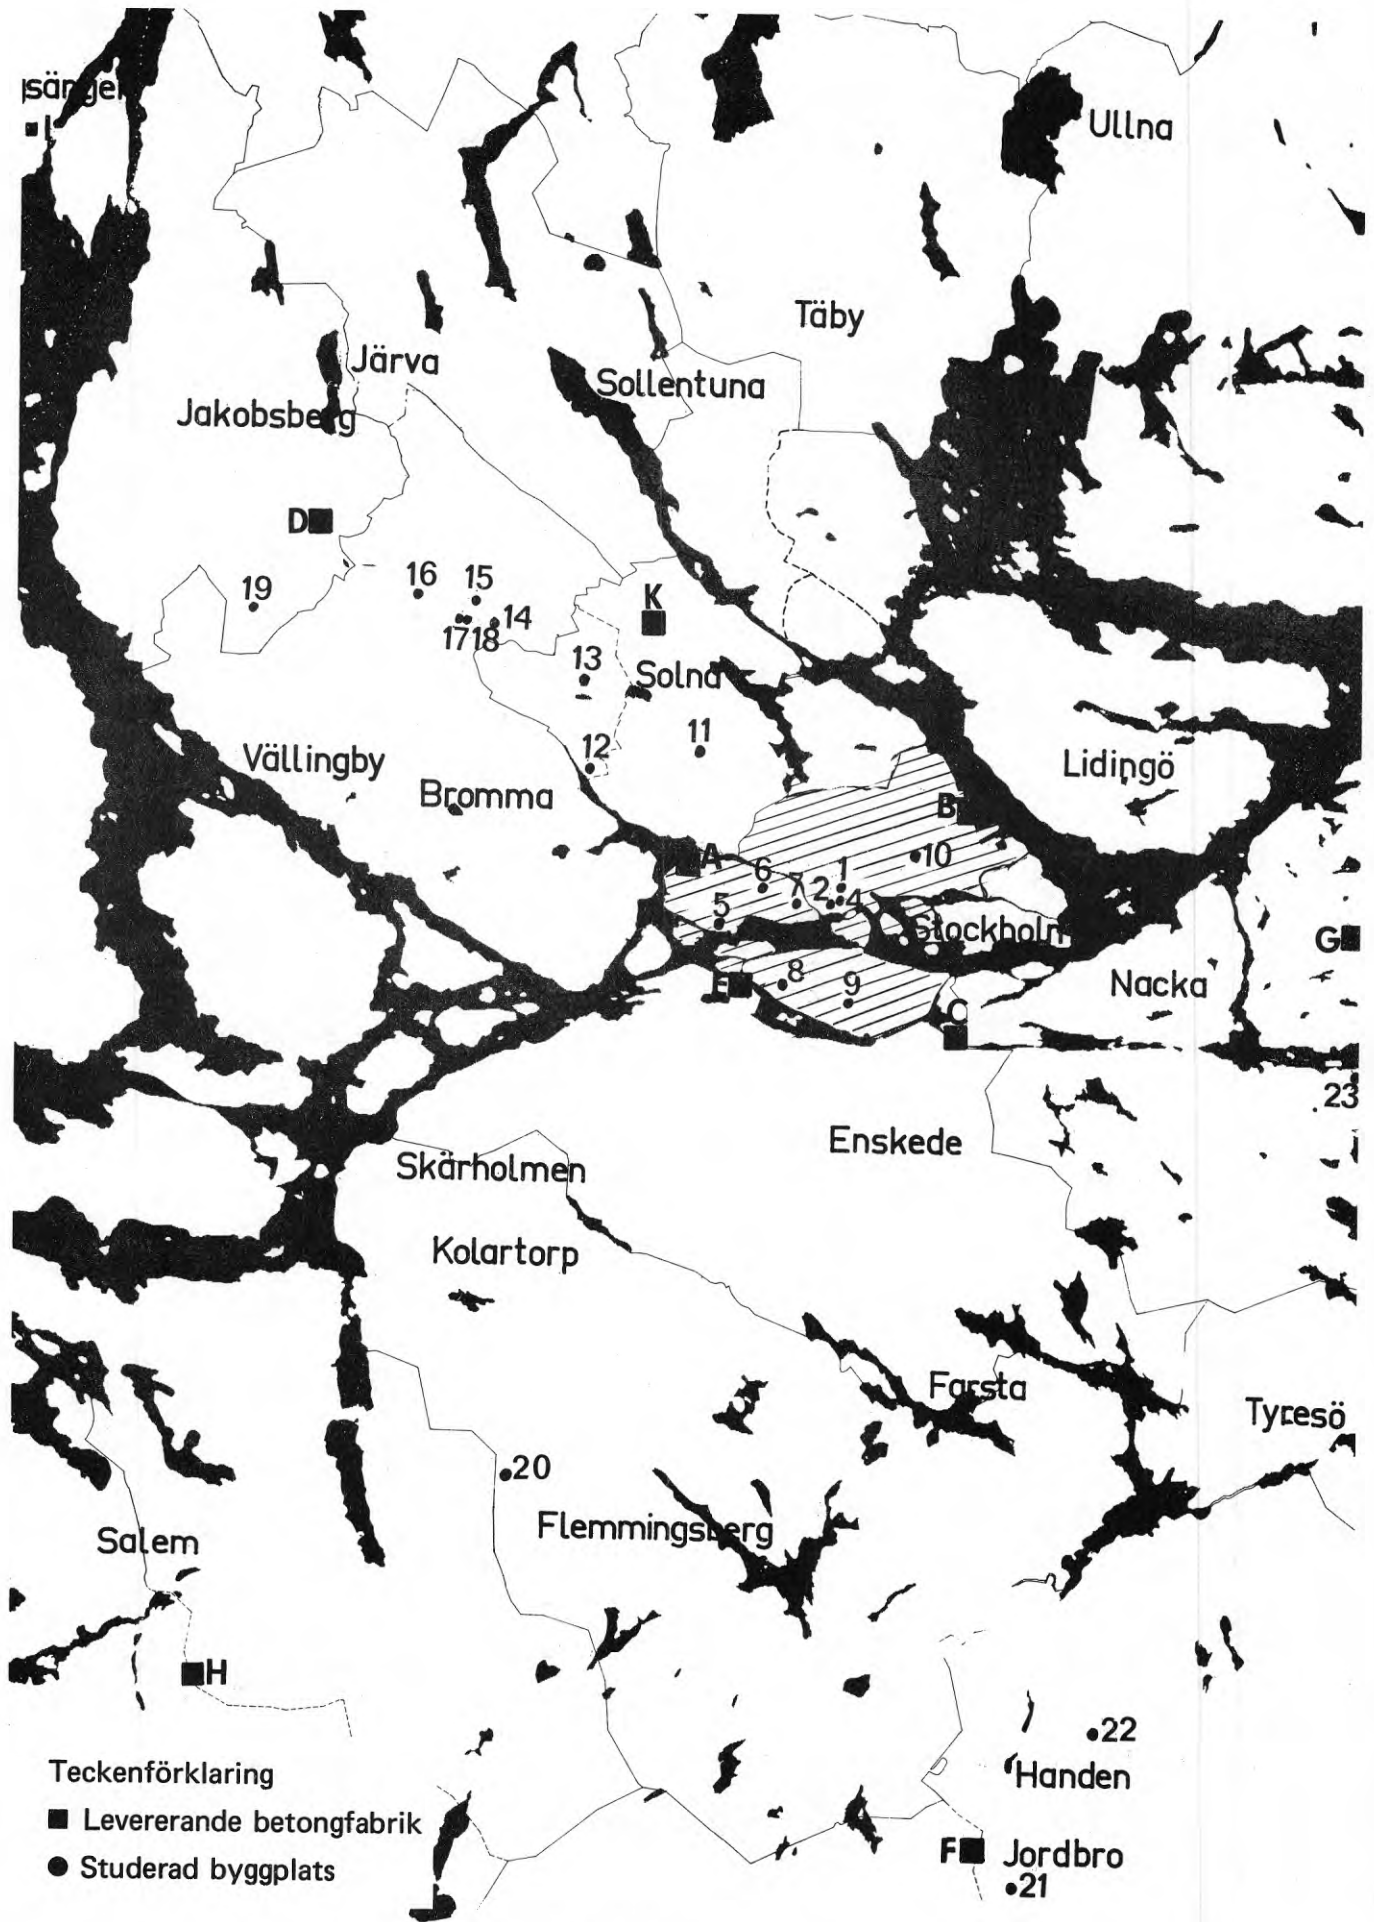 Ullna
Täby
Järva
Sollentuna
Jakobsberg
D
16
15
19
K
14
17
18
13
Solna
11
12
Vällingby
Lidingö
Bromma
B
A
10
6
1
7
2
4
5
Stockholm
G
8
E
Nacka
9
C
23
Enskede
Skärholmen
Kolartorp
Farsta
Tyresö
20
Flemmingsberg
Salem
H
22
Teckenförklaring
Handen
Levererande betongfabrik
F
Jordbro
Studerad byggplats
21